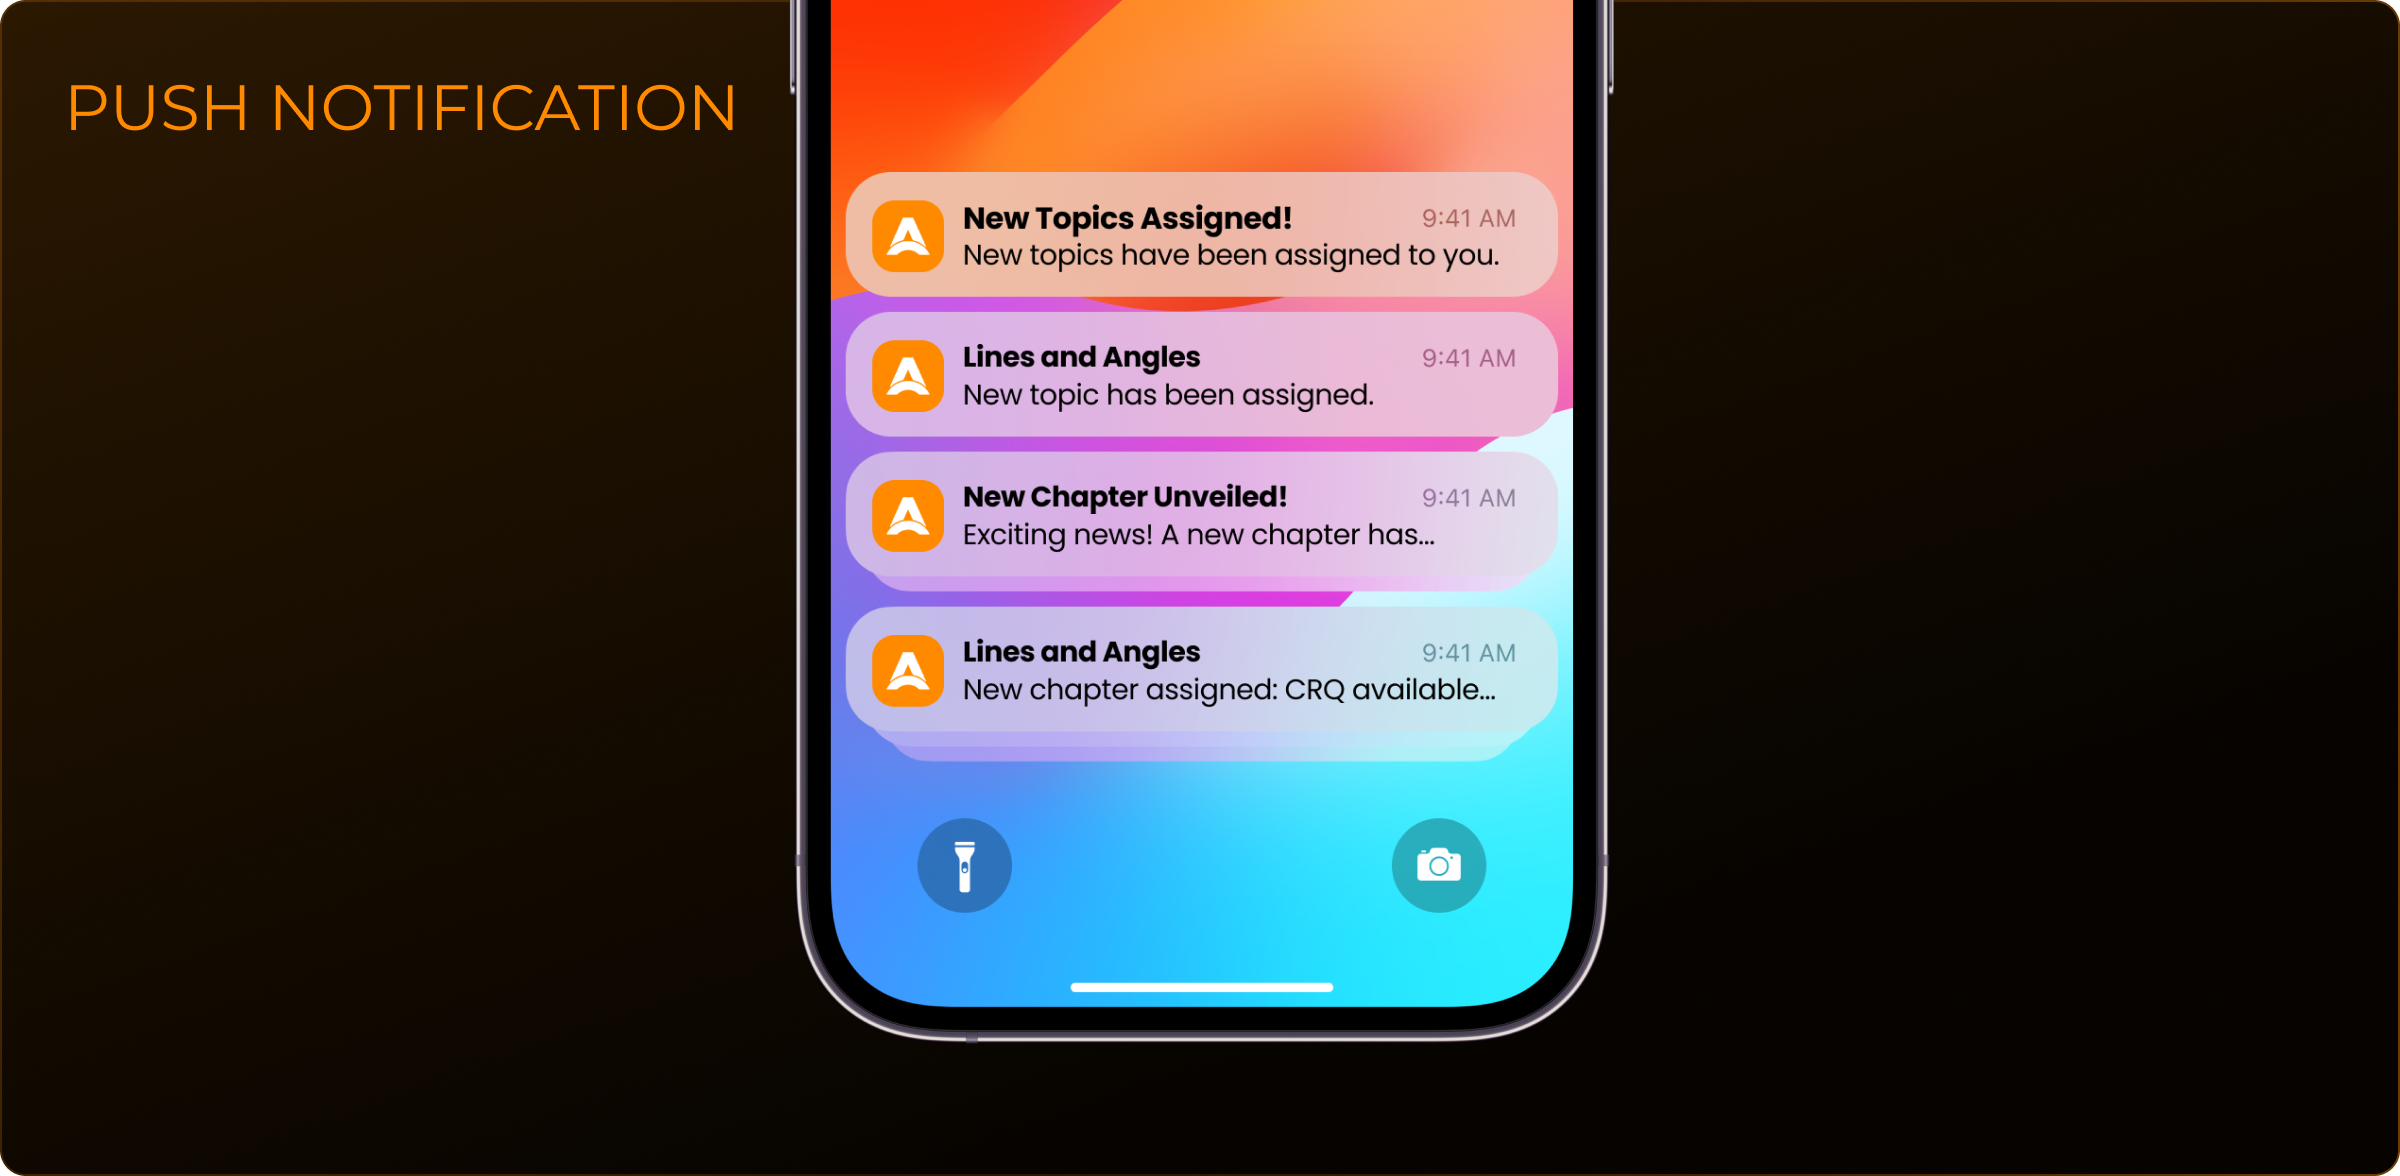 PUSH NOTIFICATION
New Topics Assigned!
9:41 AM
New topics have been assigned to you.
Lines and Angles
9:41 AM
New topic has been assigned.
New Chapter Unveiled!
9:41 AM
Exciting news! A new chapter has...
Lines and Angles
9:41 AM
New chapter assigned: CRQ available...